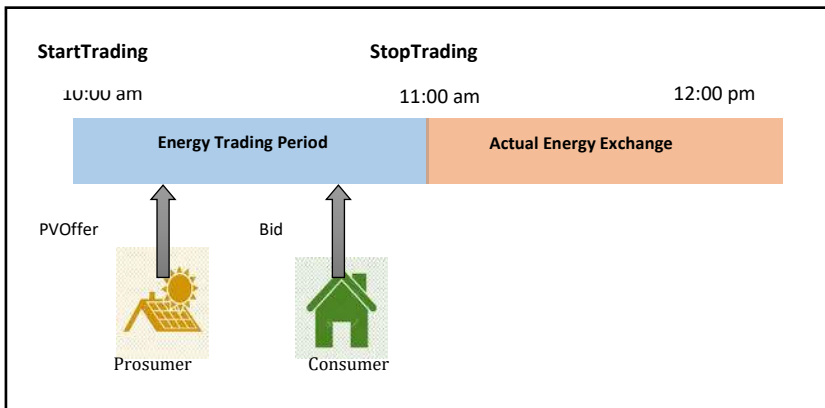 StartTrading StopTrading
10:00 am 11:00 am 12:00 pm
Energy Trading Period Actual Energy Exchange
PVOffer Bid
Prosumer Consumer